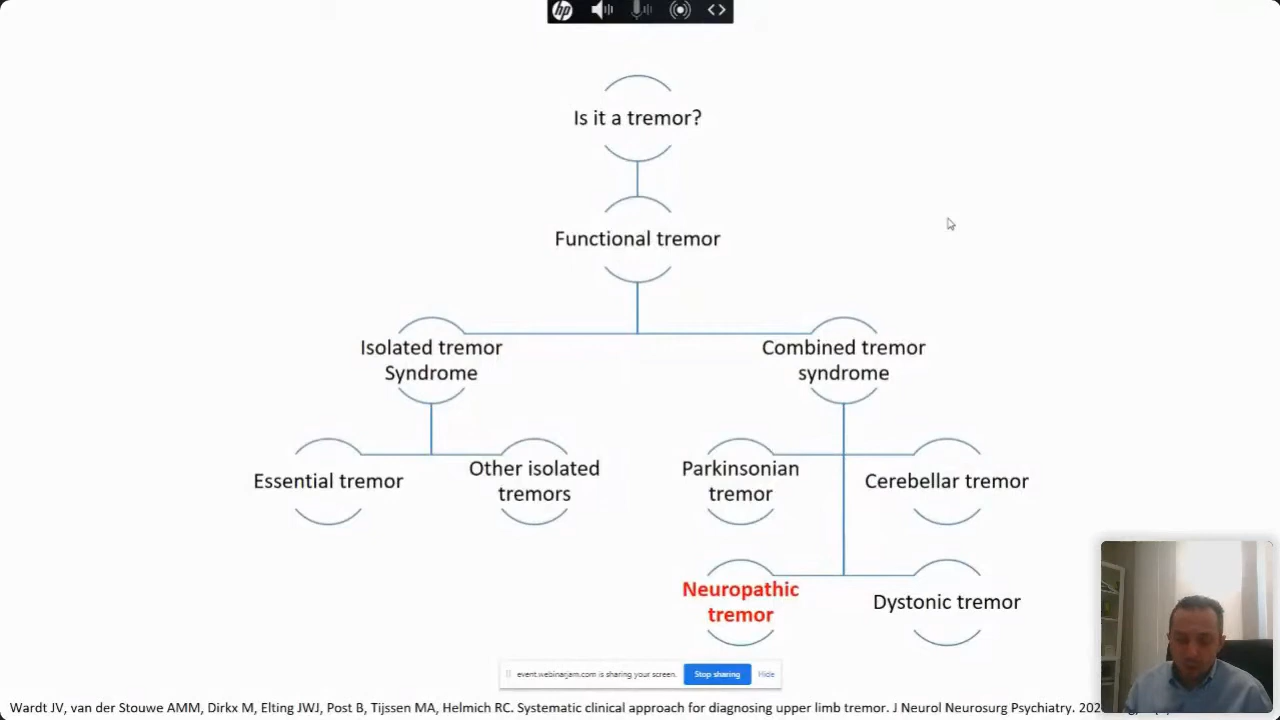 hp
Is it a tremor?
Functional tremor
Isolated tremor
Syndrome
Combined tremor
syndrome
Essential tremor
Other isolated
tremors
Parkinsonian
tremor
Cerebellar tremor
Neuropathic
tremor
Dystonic tremor
event.webinarjam.com is sharing your screen.
Stop sharing
Hide
Wardt JV, van der Stouwe AMM, Dirkx M, Elting JWJ, Post B, Tijssen MA, Helmich RC. Systematic clinical approach for diagnosing upper limb tremor. J Neurol Neurosurg Psychiatry.